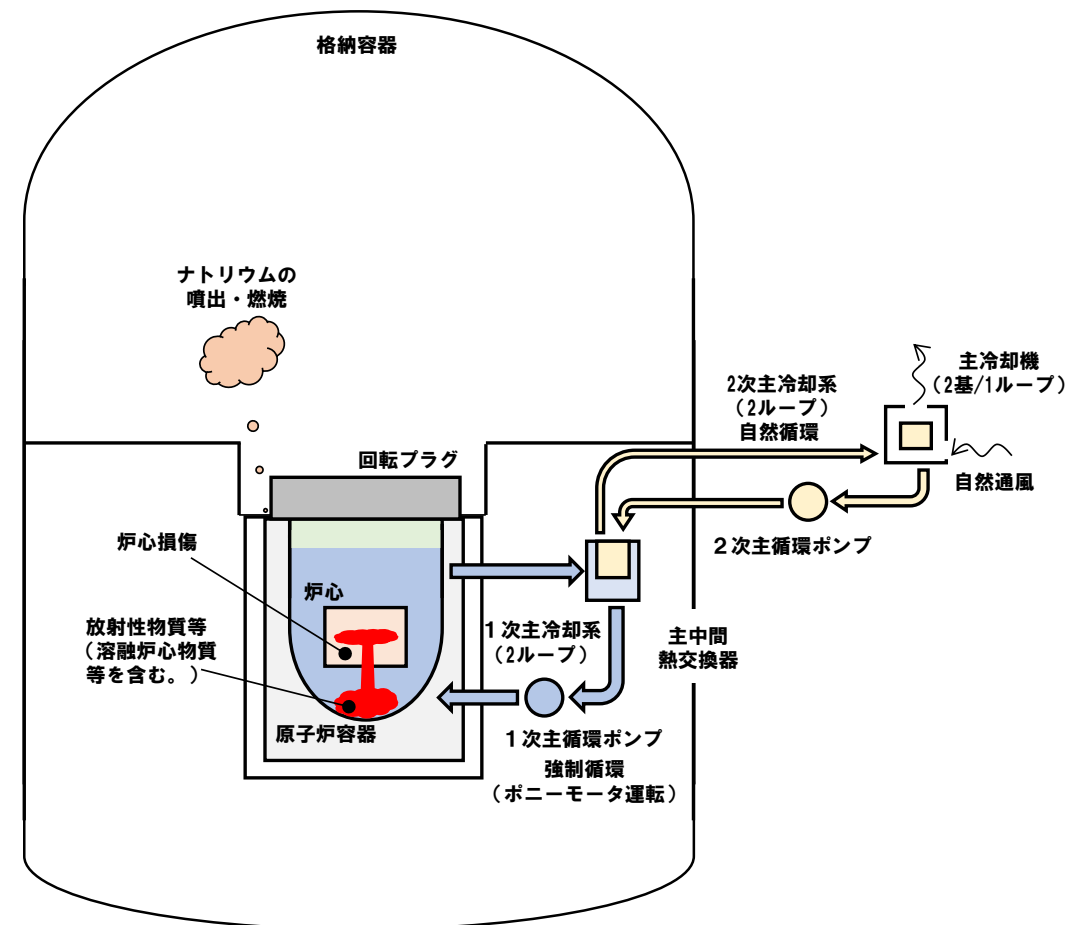 格納容器
ナトリウムの
噴出・燃焼
主冷却機
（2基/1ループ）
2次主冷却系
（2ループ）
自然循環
回転プラグ
自然通風
炉心損傷
２次主循環ポンプ
炉心
放射性物質等
（溶融炉心物質
等を含む。）
１次主冷却系
（2ループ）
主中間
熱交換器
原子炉容器
１次主循環ポンプ
強制循環
（ポニーモータ運転）